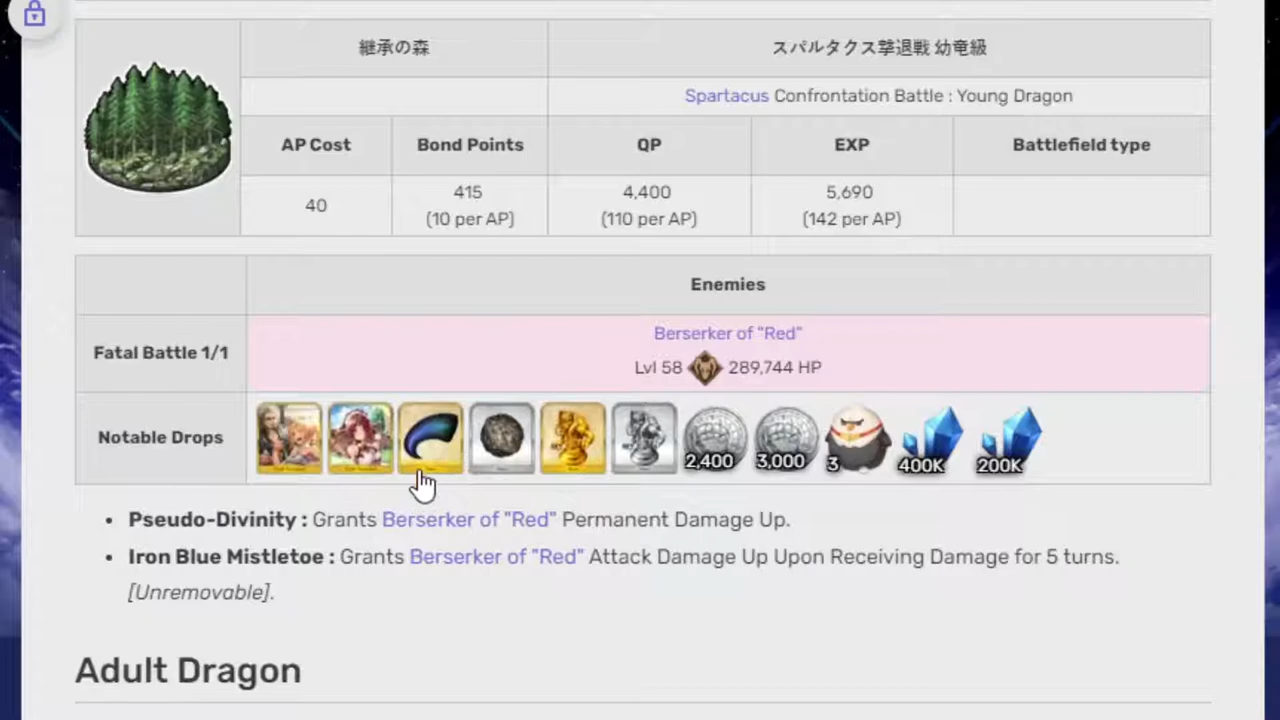 継承の森
スパルタクス撃退戦 幼竜級
Spartacus Confrontation Battle : Young Dragon
AP Cost
Bond Points
QP
EXP
Battlefield type
40
415
(10 per AP)
4,400
(110 per AP)
5,690
(142 per AP)
Enemies
Fatal Battle 1/1
Berserker of "Red"
Lvl 58 289,744 HP
Notable Drops
2,400
3,000
3
400K
200K
• Pseudo-Divinity : Grants Berserker of "Red" Permanent Damage Up.
• Iron Blue Mistletoe : Grants Berserker of "Red" Attack Damage Up Upon Receiving Damage for 5 turns.
[Unremovable].
Adult Dragon